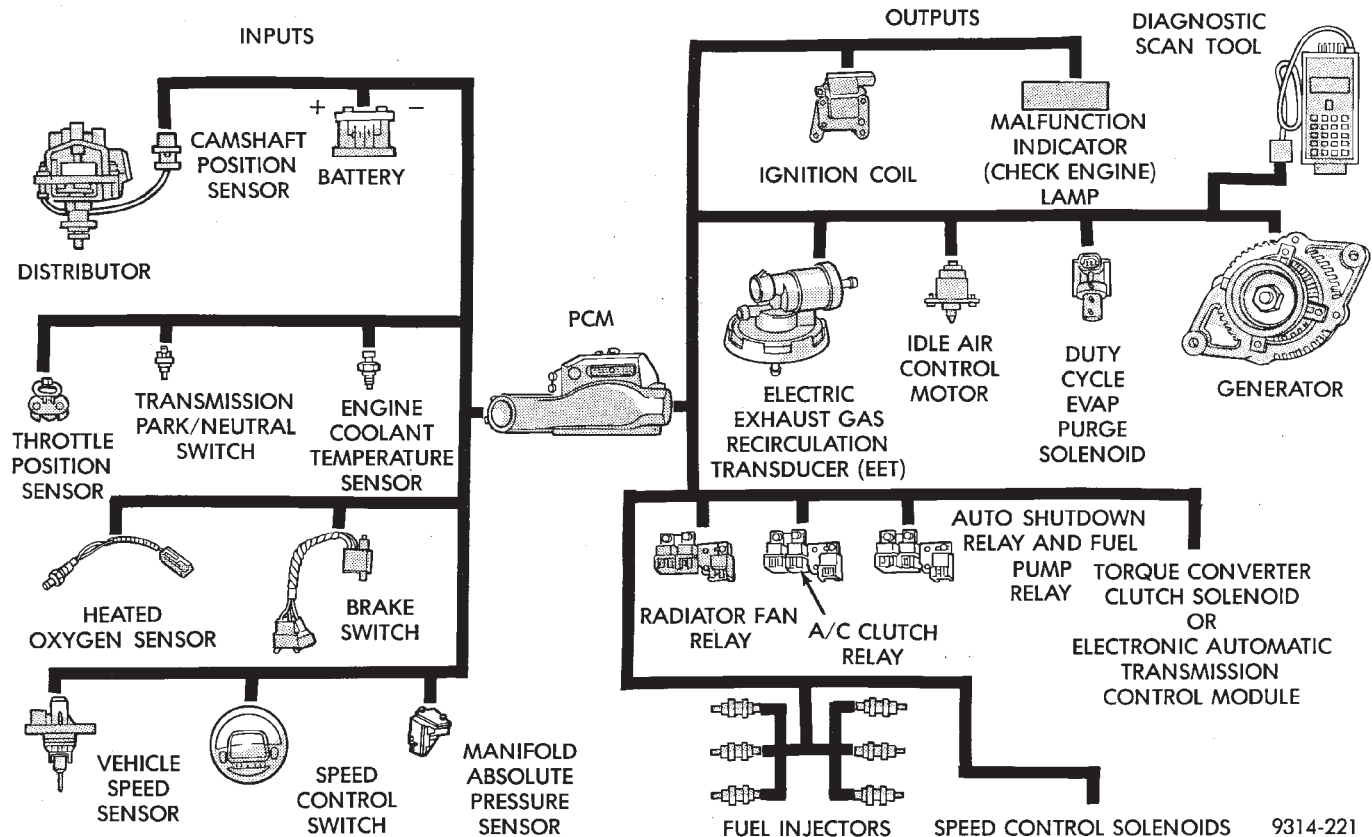 INPUTS
OUTPUTS
DIAGNOSTIC
SCAN TOOL
+
−
CAMSHAFT
POSITION
SENSOR
BATTERY
DISTRIBUTOR
IGNITION COIL
MALFUNCTION
INDICATOR
(CHECK ENGINE)
LAMP
THROTTLE
POSITION
SENSOR
TRANSMISSION
PARK/NEUTRAL
SWITCH
ENGINE
COOLANT
TEMPERATURE
SENSOR
PCM
ELECTRIC
EXHAUST GAS
RECIRCULATION
TRANSDUCER (EET)
IDLE AIR
CONTROL
MOTOR
DUTY
CYCLE
EVAP
PURGE
SOLENOID
GENERATOR
HEATED
OXYGEN SENSOR
BRAKE
SWITCH
RADIATOR FAN
RELAY
A/C CLUTCH
RELAY
AUTO SHUTDOWN
RELAY AND FUEL
PUMP
RELAY
TORQUE CONVERTER
CLUTCH SOLENOID
OR
ELECTRONIC AUTOMATIC
TRANSMISSION
CONTROL MODULE
VEHICLE
SPEED
SENSOR
SPEED
CONTROL
SWITCH
MANIFOLD
ABSOLUTE
PRESSURE
SENSOR
FUEL INJECTORS
SPEED CONTROL SOLENOIDS
9314-221